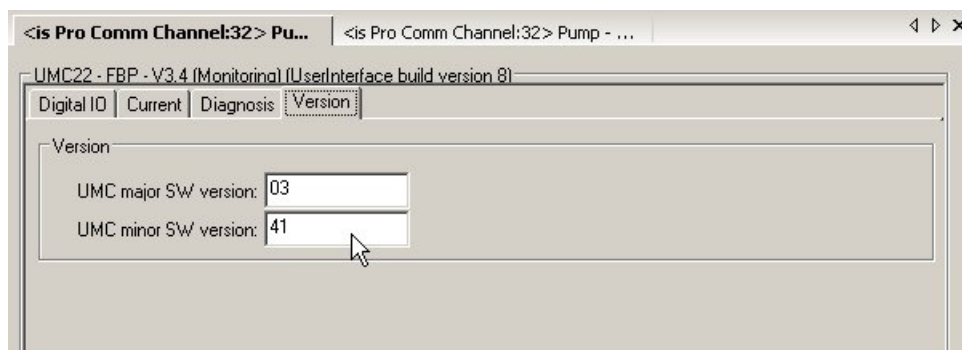 <is Pro Comm Channel:32> Pu... <is Pro Comm Channel:32> Pump - ...
UMC22 - FBP - V3.4 (Monitoring) (UserInterface build version 8)
Digital IO Current Diagnosis Version
Version
UMC major SW version: 03
UMC minor SW version: 41